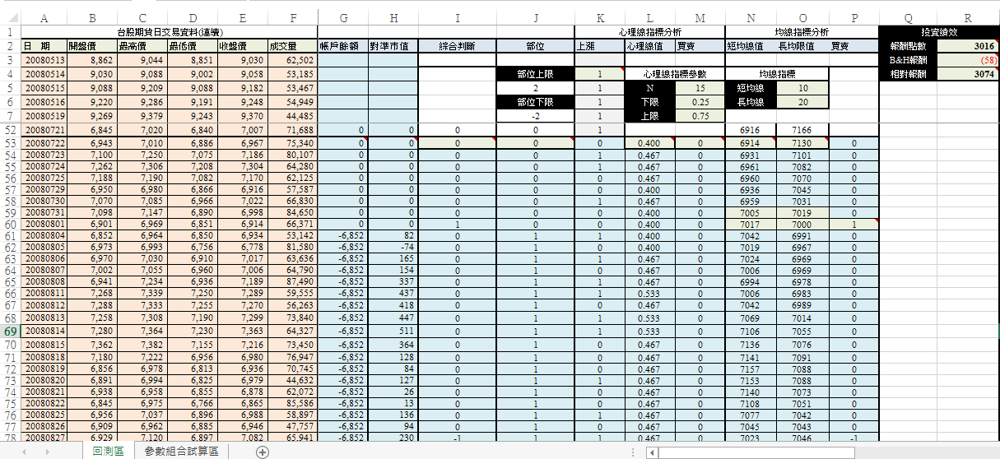 A B C D E F G H I J K L M N O P Q R
1 台股期貨日交易資料(連續) 心理線指標分析 均線指標分析 投資績效
2 日 期 開盤價 最高價 最低價 收盤價 成交量 帳戶餘額 對準市值 綜合判斷 部位 上漲 心理線值 買賣 短均線值 長均限值 買賣 報酬點數 3016
3 20080513 8,862 9,044 8,851 9,030 62,502 B&H報酬 (58)
4 20080514 9,030 9,088 9,002 9,058 53,185 部位上限 1 心理線指標參數 均線指標 相對報酬 3074
5 20080515 9,088 9,209 9,088 9,182 53,467 2 1 N 15 短均線 10
6 20080516 9,220 9,286 9,191 9,248 54,949 部位下限 1 下限 0.25 長均線 20
7 20080519 9,269 9,379 9,243 9,370 44,485 -2 1 上限 0.75
52 20080721 6,845 7,020 6,840 7,007 71,688 0 0 0 0 1 6916 7166
53 20080722 6,943 7,010 6,886 6,967 75,340 0 0 0 0 0 0.400 0 6914 7130 0
54 20080723 7,100 7,250 7,075 7,186 80,107 0 0 0 0 1 0.467 0 6931 7101 0
55 20080724 7,262 7,306 7,208 7,304 64,280 0 0 0 0 1 0.467 0 6961 7082 0
56 20080725 7,188 7,190 7,082 7,170 62,125 0 0 0 0 0 0.467 0 6960 7070 0
57 20080729 6,950 6,980 6,866 6,916 57,587 0 0 0 0 0 0.400 0 6936 7045 0
58 20080730 7,070 7,085 6,966 7,022 66,830 0 0 0 0 1 0.467 0 6959 7031 0
59 20080731 7,098 7,147 6,890 6,998 84,650 0 0 0 0 0 0.400 0 7005 7019 0
60 20080801 6,901 6,969 6,851 6,914 66,371 0 0 1 0 0 0.400 0 7017 7000 1
61 20080804 6,852 6,964 6,850 6,934 53,142 -6,852 82 0 1 1 0.400 0 7042 6991 0
62 20080805 6,973 6,993 6,756 6,778 81,580 -6,852 -74 0 1 0 0.400 0 7019 6967 0
63 20080806 6,970 7,030 6,910 7,017 63,636 -6,852 165 0 1 1 0.467 0 7024 6969 0
64 20080807 7,002 7,055 6,960 7,006 64,790 -6,852 154 0 1 0 0.467 0 7006 6969 0
65 20080808 6,941 7,234 6,936 7,189 87,490 -6,852 337 0 1 1 0.467 0 6994 6978 0
66 20080811 7,268 7,339 7,250 7,289 59,555 -6,852 437 0 1 1 0.533 0 7006 6983 0
67 20080812 7,288 7,333 7,255 7,270 56,263 -6,852 418 0 1 0 0.467 0 7042 6989 0
68 20080813 7,258 7,308 7,190 7,299 73,840 -6,852 447 0 1 1 0.533 0 7069 7014 0
69 20080814 7,280 7,364 7,230 7,363 64,327 -6,852 511 0 1 1 0.533 0 7106 7055 0
70 20080815 7,362 7,382 7,155 7,216 73,450 -6,852 364 0 1 0 0.467 0 7136 7076 0
71 20080818 7,180 7,222 6,956 6,980 76,947 -6,852 128 0 1 0 0.467 0 7141 7091 0
72 20080819 6,856 6,978 6,813 6,936 70,745 -6,852 84 0 1 0 0.467 0 7157 7088 0
73 20080820 6,891 6,994 6,825 6,979 44,632 -6,852 127 0 1 1 0.467 0 7153 7088 0
74 20080821 6,938 6,958 6,855 6,878 62,072 -6,852 26 0 1 0 0.467 0 7140 7073 0
75 20080822 6,845 6,975 6,766 6,865 85,586 -6,852 13 0 1 0 0.467 0 7108 7051 0
76 20080825 6,956 7,037 6,896 6,988 58,897 -6,852 136 0 1 1 0.467 0 7077 7042 0
77 20080826 6,909 6,962 6,885 6,946 47,757 -6,852 94 0 1 0 0.467 0 7045 7043 0
78 20080827 6,929 7,120 6,897 7,082 65,941 -6,852 230 -1 1 1 0.467 0 7023 7046 -1
回測區 參數組合試算區